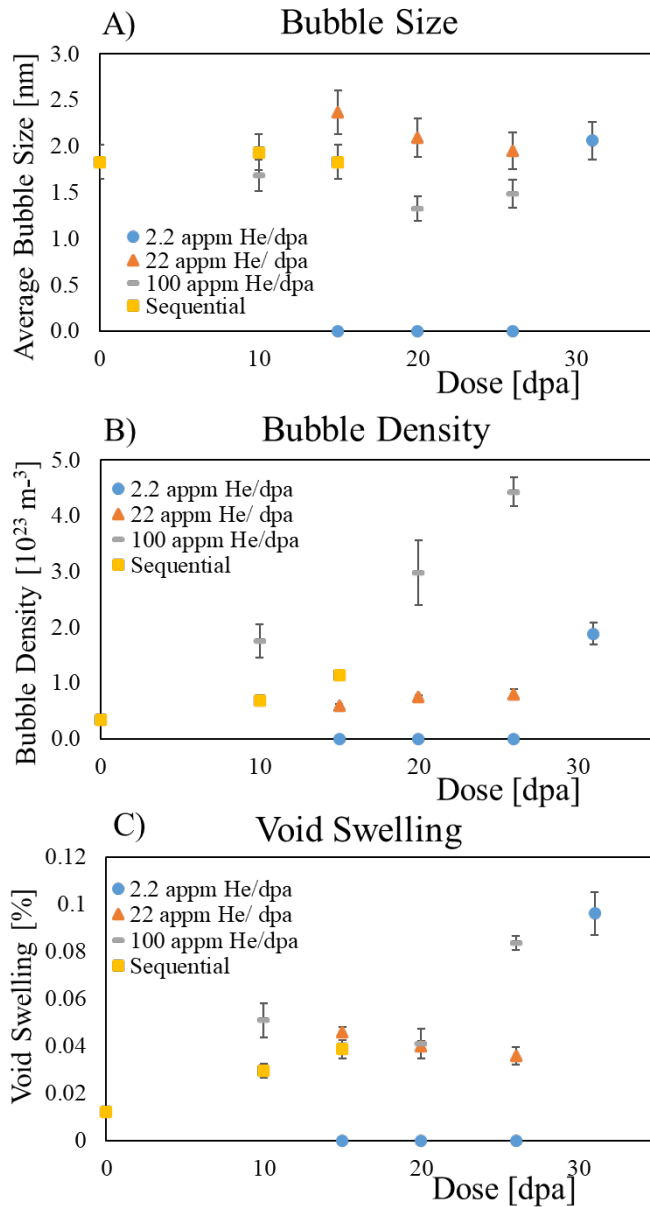 A) Bubble Size
Average Bubble Size [nm]
3.0
2.5
2.0
1.5
1.0
0.5
0.0
2.2 appm He/dpa
22 appm He/ dpa
100 appm He/dpa
Sequential
0 10 20 30
Dose [dpa]
B) Bubble Density
Bubble Density [10²³ m-³]
5.0
4.0
3.0
2.0
1.0
0.0
2.2 appm He/dpa
22 appm He/ dpa
100 appm He/dpa
Sequential
0 10 20 30
Dose [dpa]
C) Void Swelling
Void Swelling [%]
0.12
0.1
0.08
0.06
0.04
0.02
0
2.2 appm He/dpa
22 appm He/ dpa
100 appm He/dpa
Sequential
0 10 20 30
Dose [dpa]